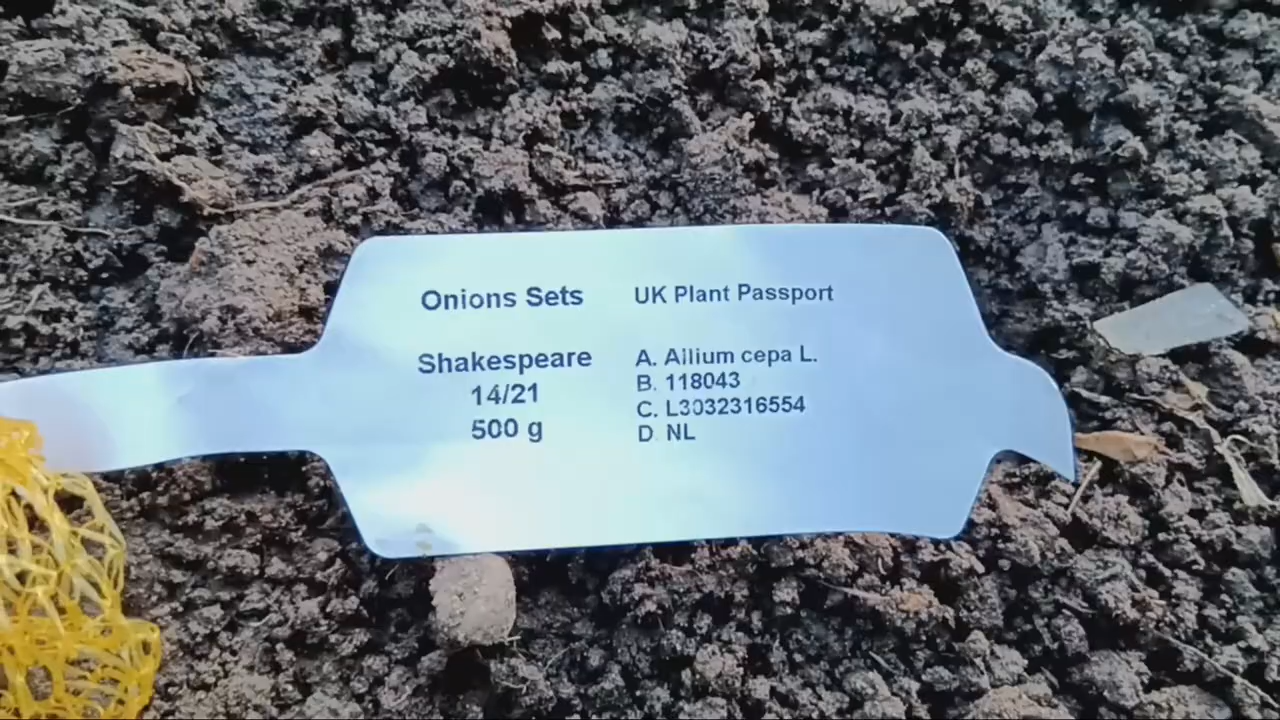 Onions Sets
Shakespeare
14/21
500 g
UK Plant Passport
A. Allium cepa L.
B. 118043
C. L3032316554
D NL